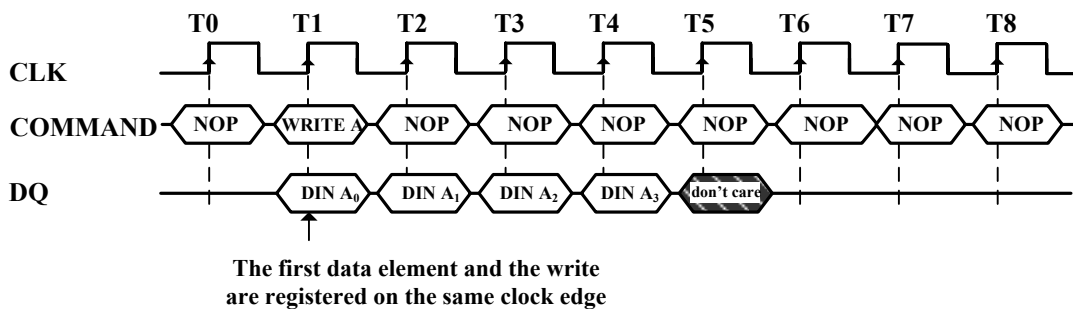 T0 T1 T2 T3 T4 T5 T6 T7 T8
CLK
COMMAND NOP WRITE A NOP NOP NOP NOP NOP NOP NOP
DQ DIN A₀ DIN A₁ DIN A₂ DIN A₃ don't care
The first data element and the write
are registered on the same clock edge